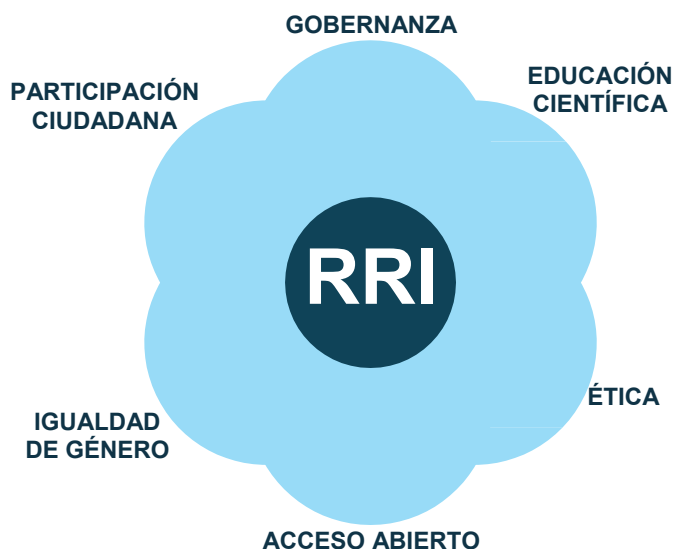 GOBERNANZA
EDUCACIÓN
CIENTÍFICA
PARTICIPACIÓN
CIUDADANA
RRI
ÉTICA
IGUALDAD
DE GÉNERO
ACCESO ABIERTO